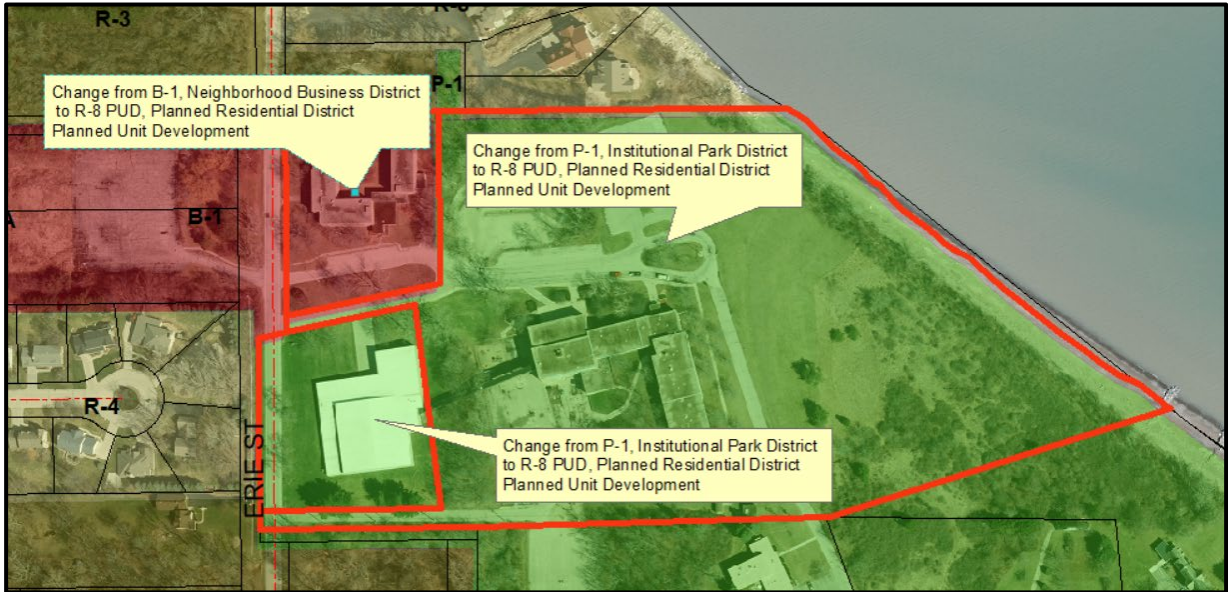 R-3
Change from B-1, Neighborhood Business District
to R-8 PUD, Planned Residential District
Planned Unit Development
P-1
Change from P-1, Institutional Park District
to R-8 PUD, Planned Residential District
Planned Unit Development
B-1
R-4
ERIE ST
Change from P-1, Institutional Park District
to R-8 PUD, Planned Residential District
Planned Unit Development